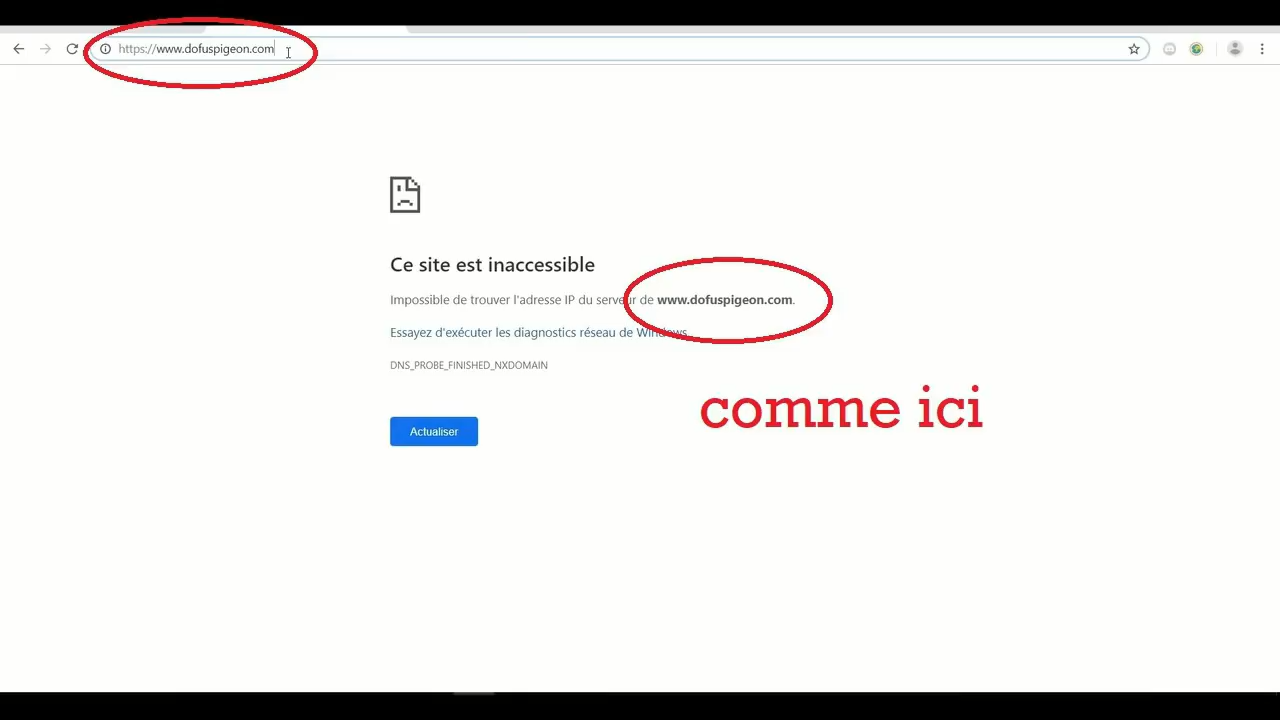 https://www.dofuspigeon.com
Ce site est inaccessible
Impossible de trouver l'adresse IP du serveur de www.dofuspigeon.com.
Essayez d'exécuter les diagnostics réseau de Windows.
DNS_PROBE_FINISHED_NXDOMAIN
comme ici
Actualiser